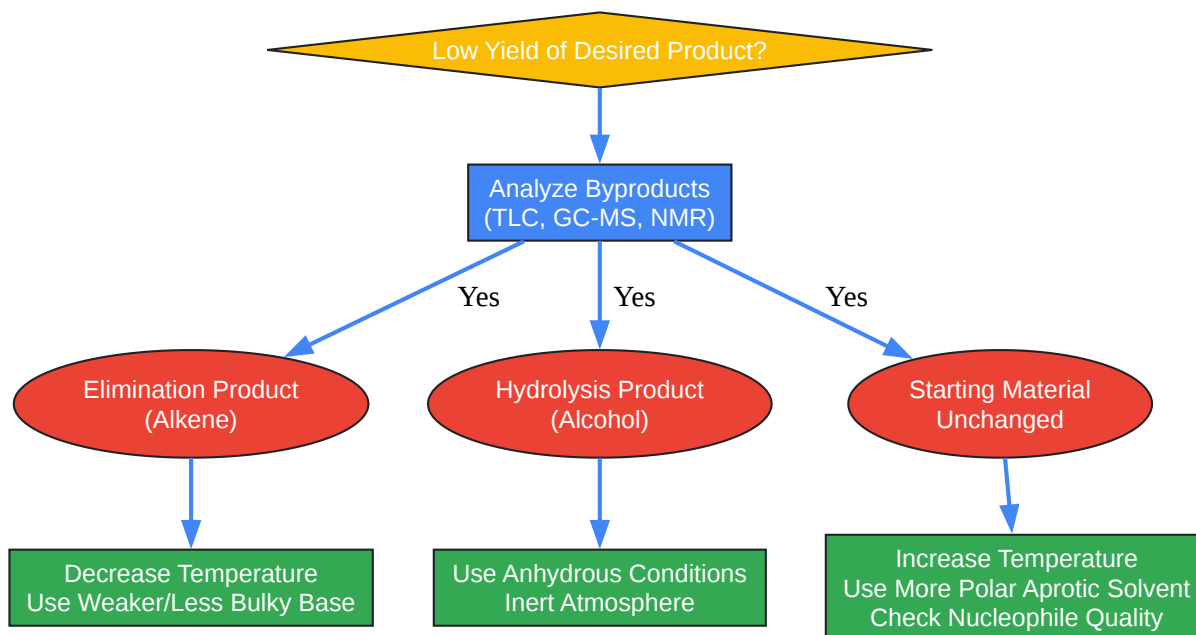 Low Yield of Desired Product?
Analyze Byproducts
(TLC, GC-MS, NMR)
Yes
Yes
Yes
Elimination Product
(Alkene)
Hydrolysis Product
(Alcohol)
Starting Material
Unchanged
Decrease Temperature
Use Weaker/Less Bulky Base
Use Anhydrous Conditions
Inert Atmosphere
Increase Temperature
Use More Polar Aprotic Solvent
Check Nucleophile Quality